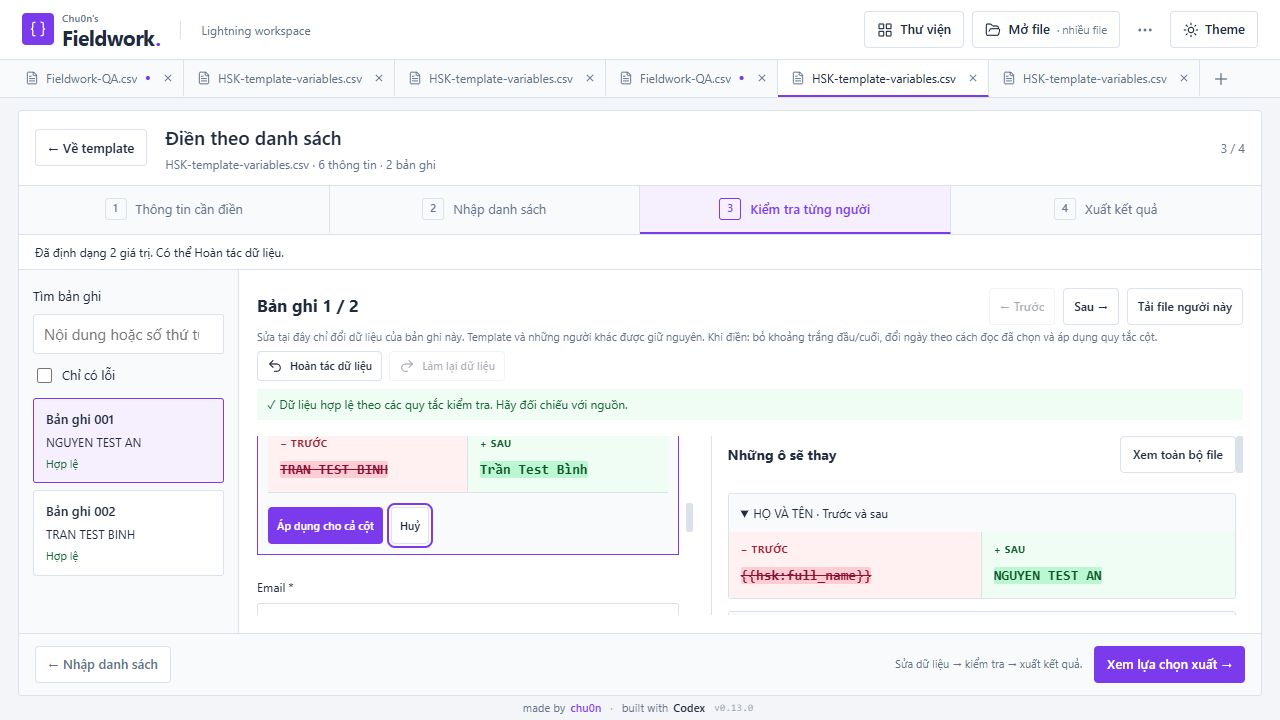 { }
Chu0n's
Fieldwork.
Lightning workspace
Thư viện
Mở file · nhiều file
Theme
Fieldwork-QA.csv
HSK-template-variables.csv
HSK-template-variables.csv
Fieldwork-QA.csv
HSK-template-variables.csv
HSK-template-variables.csv
← Về template
Điền theo danh sách
HSK-template-variables.csv · 6 thông tin · 2 bản ghi
3 / 4
1 Thông tin cần điền
2 Nhập danh sách
3 Kiểm tra từng người
4 Xuất kết quả
Đã định dạng 2 giá trị. Có thể Hoàn tác dữ liệu.
Tìm bản ghi
Nội dung hoặc số thứ tự
Chỉ có lỗi
Bản ghi 001
NGUYEN TEST AN
Hợp lệ
Bản ghi 002
TRAN TEST BINH
Hợp lệ
Bản ghi 1 / 2
← Trước
Sau →
Tải file người này
Sửa tại đây chỉ đổi dữ liệu của bản ghi này. Template và những người khác được giữ nguyên. Khi điền: bỏ khoảng trắng đầu/cuối, đổi ngày theo cách đọc đã chọn và áp dụng quy tắc cột.
Hoàn tác dữ liệu
Làm lại dữ liệu
✓ Dữ liệu hợp lệ theo các quy tắc kiểm tra. Hãy đối chiếu với nguồn.
− TRƯỚC
+ SAU
TRAN TEST BINH
Trần Test Bình
Áp dụng cho cả cột
Huỷ
Email *
Những ô sẽ thay
Xem toàn bộ file
▼ HỌ VÀ TÊN · Trước và sau
− TRƯỚC
+ SAU
{{hsk:full_name}}
NGUYEN TEST AN
← Nhập danh sách
Sửa dữ liệu → kiểm tra → xuất kết quả.
Xem lựa chọn xuất →
made by chu0n · built with Codex v0.13.0